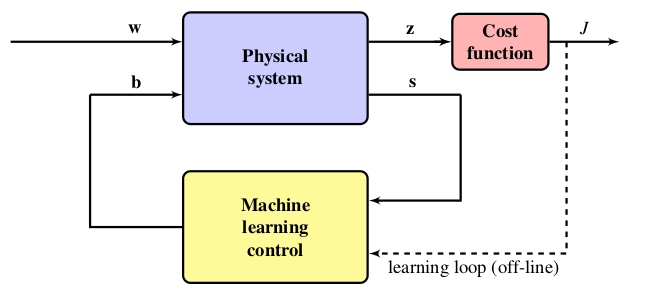 w
z
Cost
function
J
Physical
system
b
s
Machine
learning
control
learning loop (off-line)